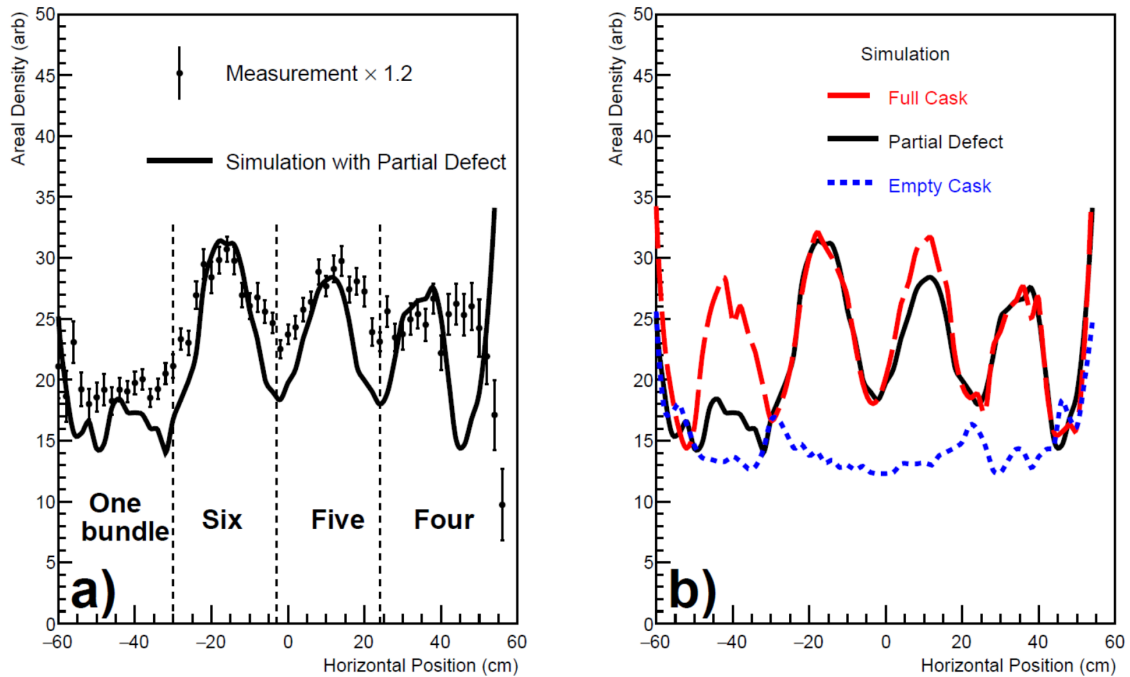 50
45
40
35
30
25
20
15
10
5
0
Areal Density (arb)
Measurement × 1.2
Simulation with Partial Defect
One
bundle
Six
Five
Four
a)
−60
−40
−20
0
20
40
60
Horizontal Position (cm)
50
45
40
35
30
25
20
15
10
5
0
Areal Density (arb)
Simulation
Full Cask
Partial Defect
Empty Cask
b)
−60
−40
−20
0
20
40
60
Horizontal Position (cm)